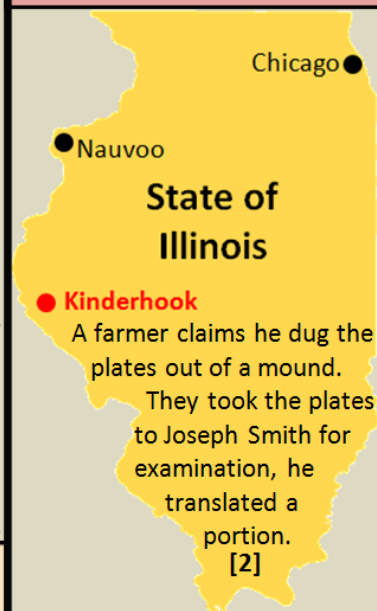 Chicago
Nauvoo
State of
Illinois
Kinderhook
A farmer claims he dug the
plates out of a mound.
They took the plates
to Joseph Smith for
examination, he
translated a
portion.
[2]